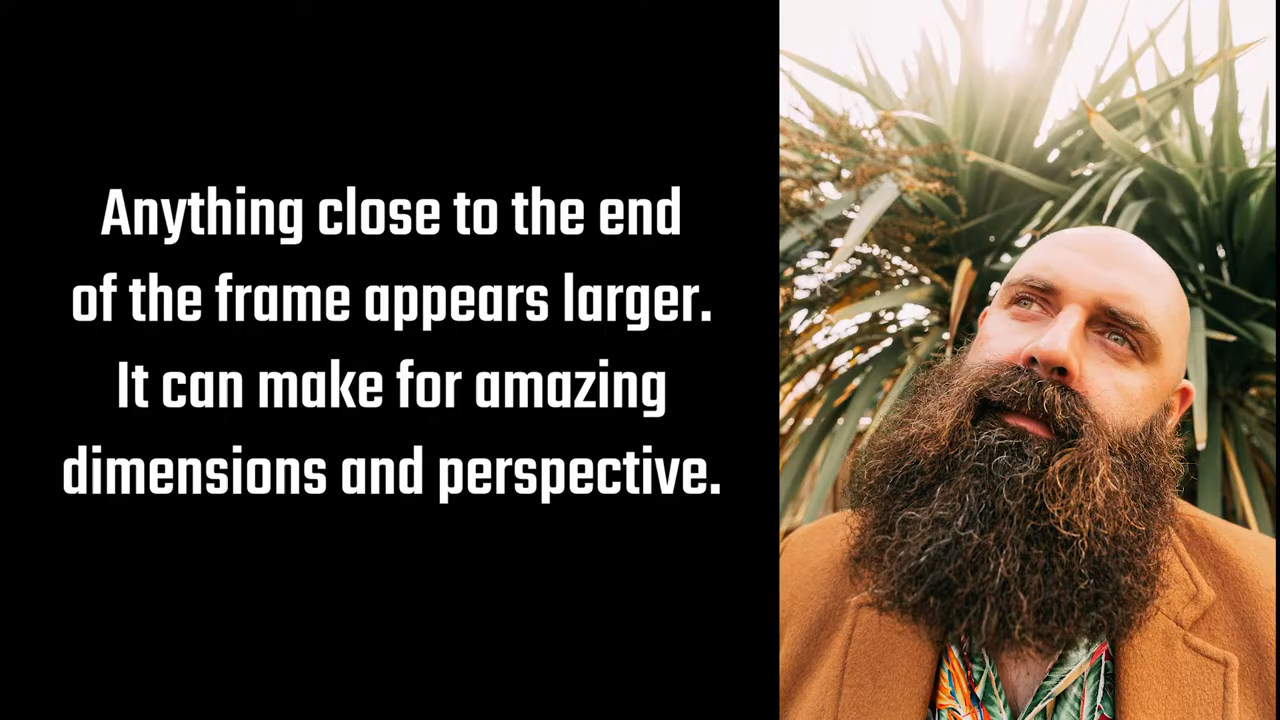 Anything close to the end
of the frame appears larger.
It can make for amazing
dimensions and perspective.